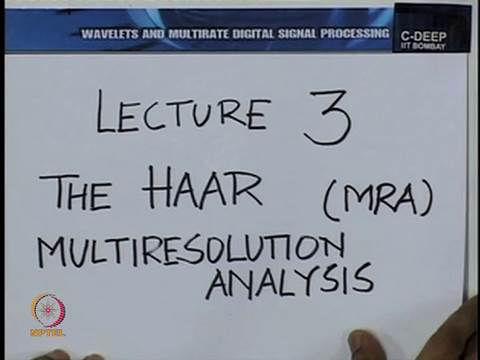 WAVELETS AND MULTIRATE DIGITAL SIGNAL PROCESSING
C-DEEP
IIT BOMBAY
LECTURE 3
THE HAAR (MRA)
MULTIRESOLUTION
ANALYSIS
NPTEL